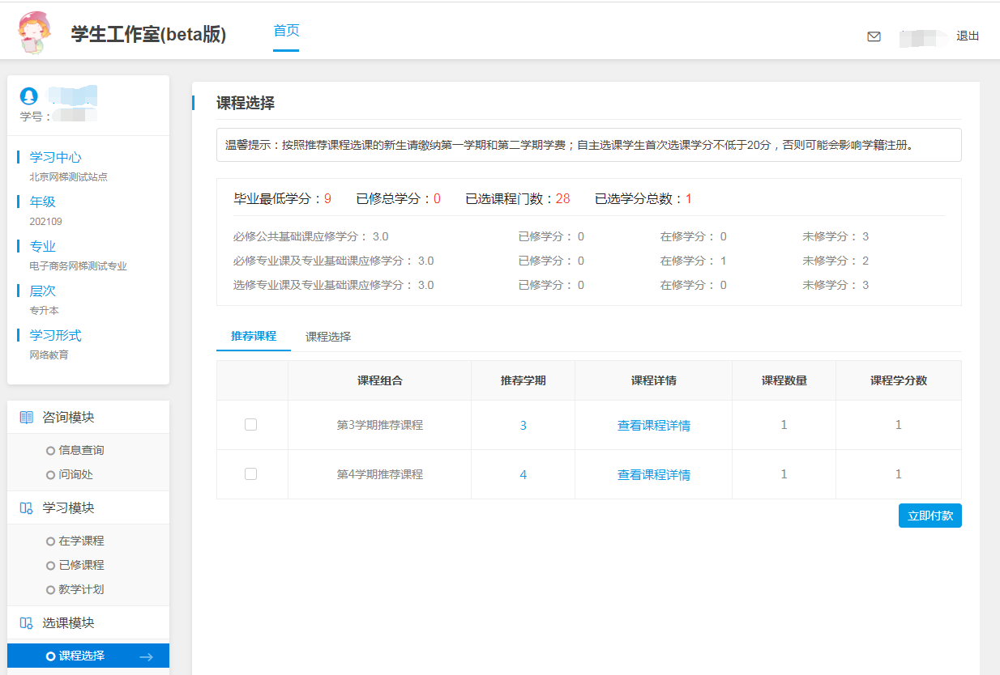 学生工作室(beta版)
首页
退出
学号：
学习中心
北京网梯测试站点
年级
202109
专业
电子商务网梯测试专业
层次
专升本
学习形式
网络教育
咨询模块
信息查询
问询处
学习模块
在学课程
已修课程
教学计划
选课模块
课程选择
课程选择
温馨提示：按照推荐课程选课的新生请缴纳第一学期和第二学期学费；自主选课学生首次选课学分不低于20分，否则可能会影响学籍注册。
毕业最低学分：9 已修总学分：0 已选课程门数：28 已选学分总数：1
必修公共基础课应修学分： 3.0 已修学分： 0 在修学分： 0 未修学分： 3
必修专业课及专业基础课应修学分： 3.0 已修学分： 0 在修学分： 1 未修学分： 2
选修专业课及专业基础课应修学分： 3.0 已修学分： 0 在修学分： 0 未修学分： 3
推荐课程 课程选择
课程组合 推荐学期 课程详情 课程数量 课程学分数
第3学期推荐课程 3 查看课程详情 1 1
第4学期推荐课程 4 查看课程详情 1 1
立即付款